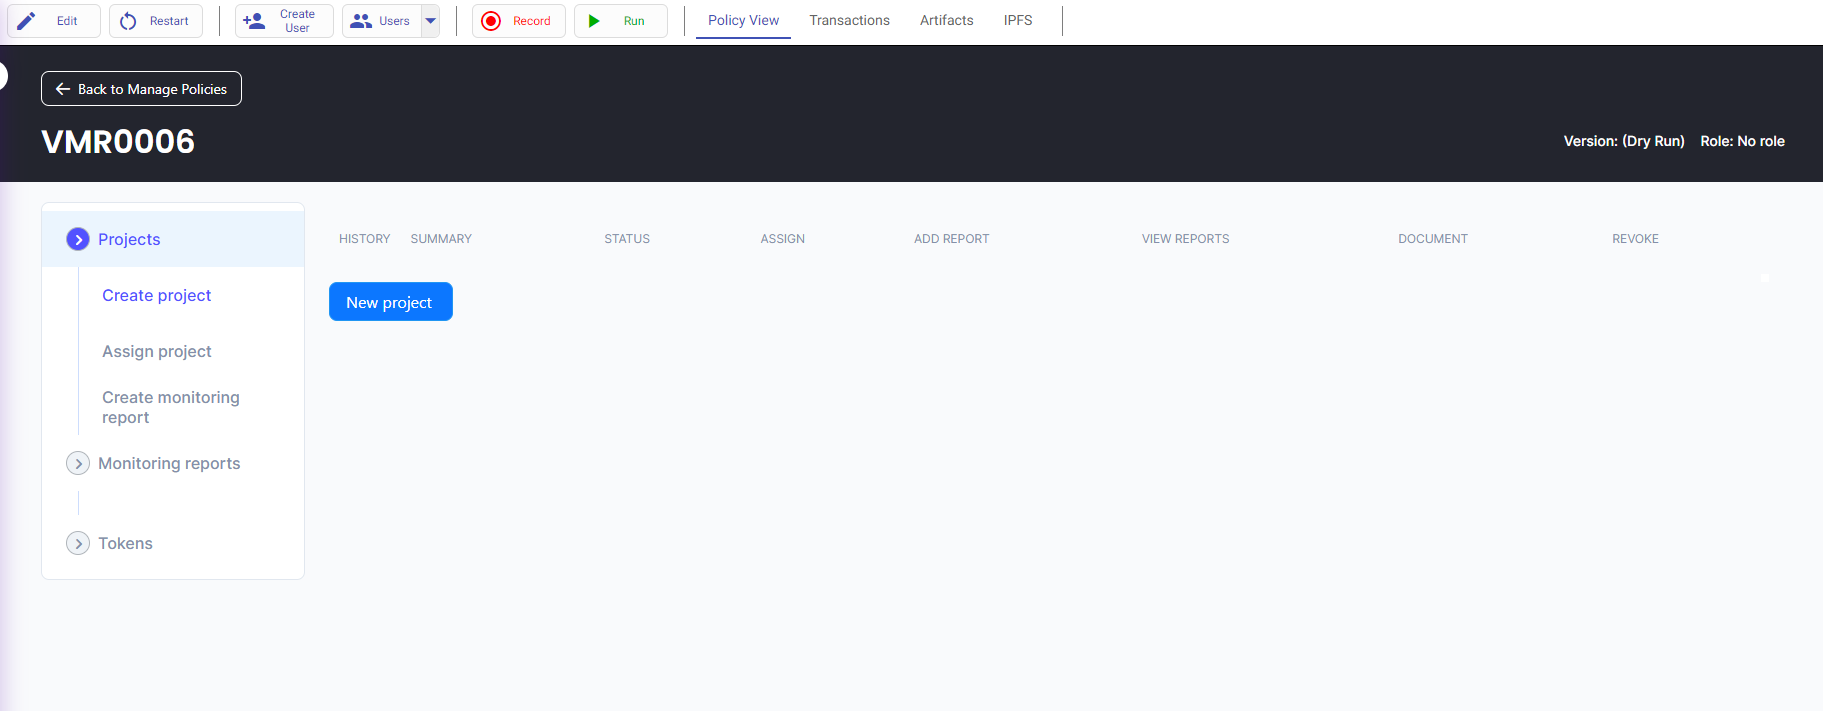 Edit
Restart
Create
User
Users
Record
Run
Policy View
Transactions
Artifacts
IPFS
Back to Manage Policies
VMR0006
Version: (Dry Run)
Role: No role
Projects
Create project
Assign project
Create monitoring
report
Monitoring reports
Tokens
HISTORY
SUMMARY
STATUS
ASSIGN
ADD REPORT
VIEW REPORTS
DOCUMENT
REVOKE
New project